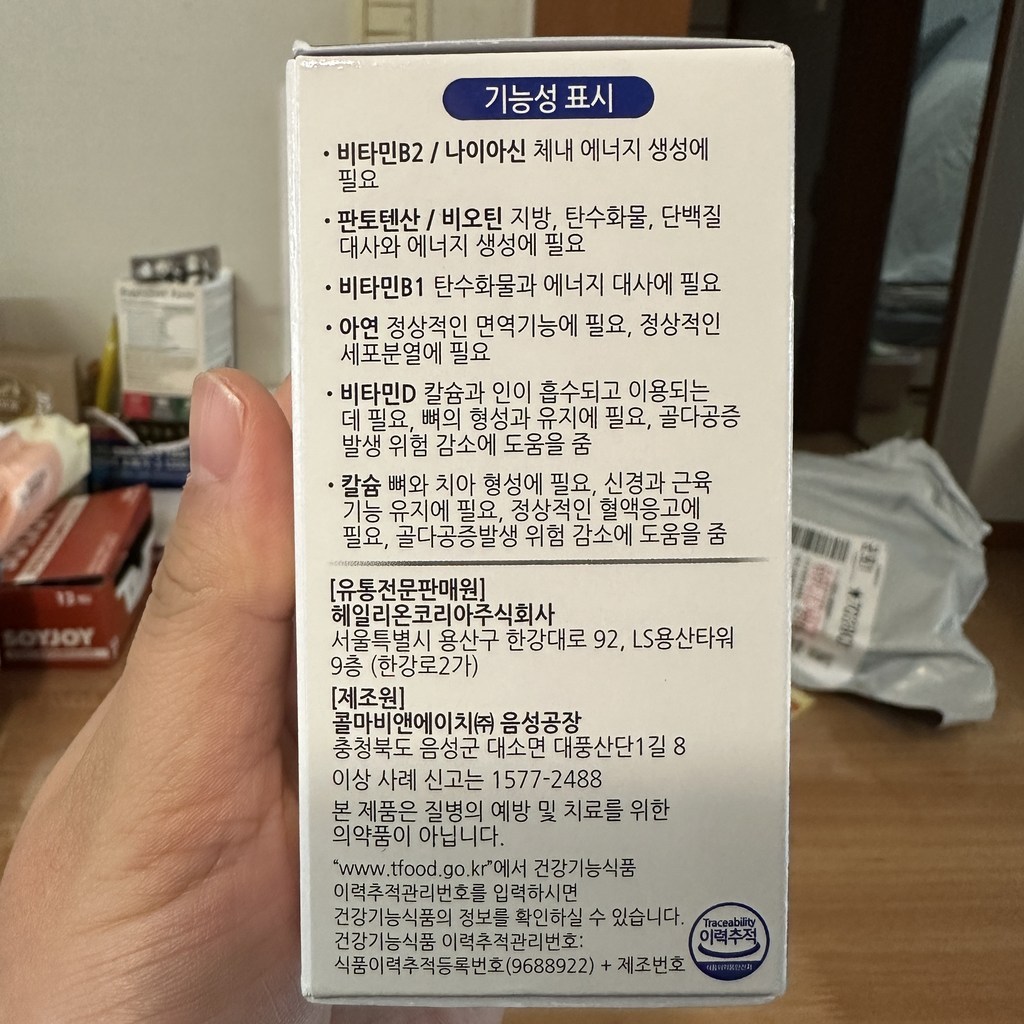 기능성 표시
• 비타민B2 / 나이아신 체내 에너지 생성에
필요
• 판토텐산 / 비오틴 지방, 탄수화물, 단백질
대사와 에너지 생성에 필요
• 비타민B1 탄수화물과 에너지 대사에 필요
• 아연 정상적인 면역기능에 필요, 정상적인
세포분열에 필요
• 비타민D 칼슘과 인이 흡수되고 이용되는
데 필요, 뼈의 형성과 유지에 필요, 골다공증
발생 위험 감소에 도움을 줌
• 칼슘 뼈와 치아 형성에 필요, 신경과 근육
기능 유지에 필요, 정상적인 혈액응고에
필요, 골다공증발생 위험 감소에 도움을 줌
[유통전문판매원]
헤일리온코리아주식회사
서울특별시 용산구 한강대로 92, LS용산타워
9층 (한강로2가)
[제조원]
콜마비앤에이치㈜ 음성공장
충청북도 음성군 대소면 대풍산단1길 8
이상 사례 신고는 1577-2488
본 제품은 질병의 예방 및 치료를 위한
의약품이 아닙니다.
“www.tfood.go.kr”에서 건강기능식품
이력추적관리번호를 입력하시면
건강기능식품의 정보를 확인하실 수 있습니다.
건강기능식품 이력추적관리번호:
식품이력추적등록번호(9688922) + 제조번호
Traceability
이력추적
SOYJOY